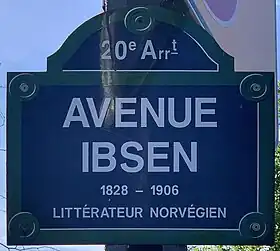 20e Arrt
AVENUE
IBSEN
1828 - 1906
LITTÉRATEUR NORVÉGIEN